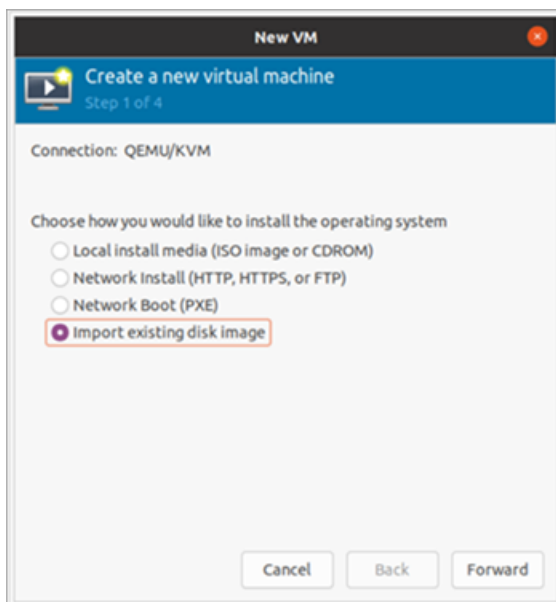 New VM
Create a new virtual machine
Step 1 of 4
Connection: QEMU/KVM
Choose how you would like to install the operating system
Local install media (ISO image or CDROM)
Network Install (HTTP, HTTPS, or FTP)
Network Boot (PXE)
Import existing disk image
Cancel Back Forward